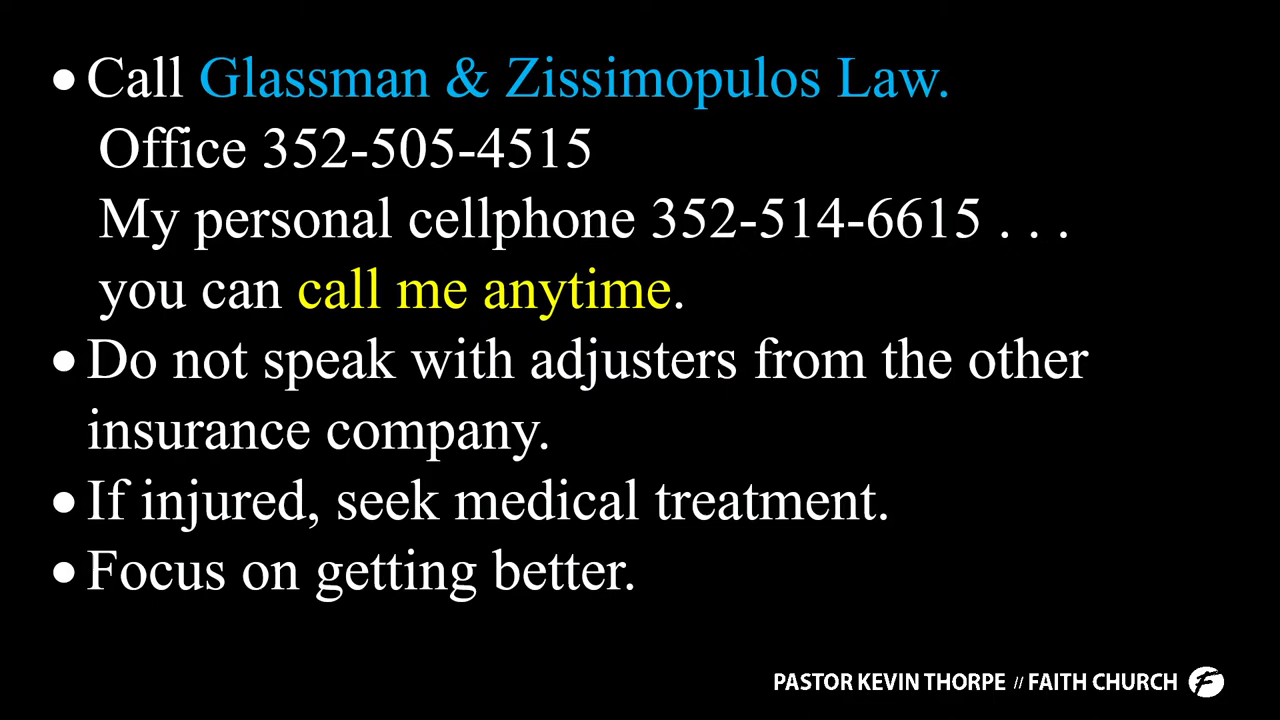 • Call Glassman & Zissimopulos Law.
Office 352-505-4515
My personal cellphone 352-514-6615 . . .
you can call me anytime.
• Do not speak with adjusters from the other
insurance company.
• If injured, seek medical treatment.
• Focus on getting better.
PASTOR KEVIN THORPE // FAITH CHURCH F